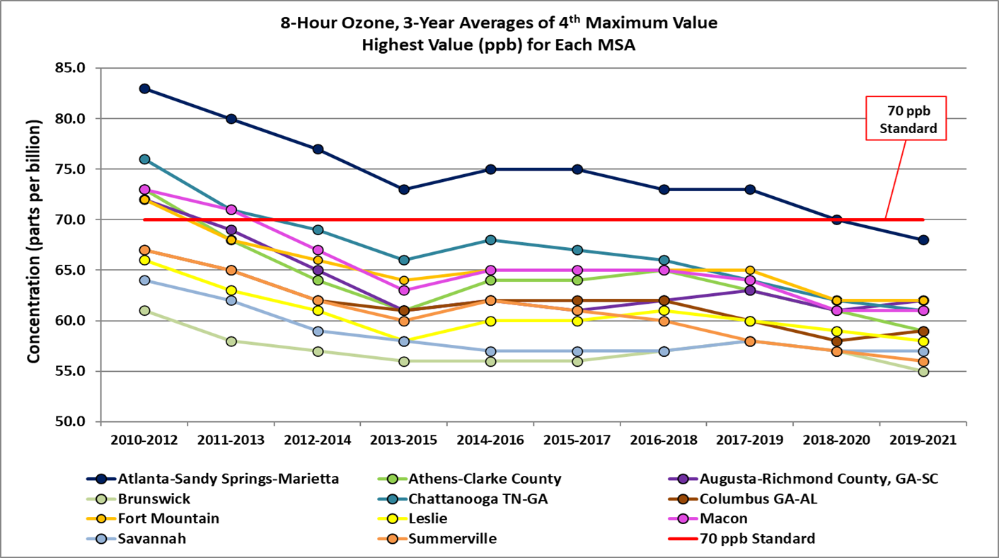 8-Hour Ozone, 3-Year Averages of 4th Maximum Value
Highest Value (ppb) for Each MSA
Concentration (parts per billion)
85.0
80.0
75.0
70.0
65.0
60.0
55.0
50.0
70 ppb
Standard
2010-2012 2011-2013 2012-2014 2013-2015 2014-2016 2015-2017 2016-2018 2017-2019 2018-2020 2019-2021
Atlanta-Sandy Springs-Marietta Athens-Clarke County Augusta-Richmond County, GA-SC
Brunswick Chattanooga TN-GA Columbus GA-AL
Fort Mountain Leslie Macon
Savannah Summerville 70 ppb Standard